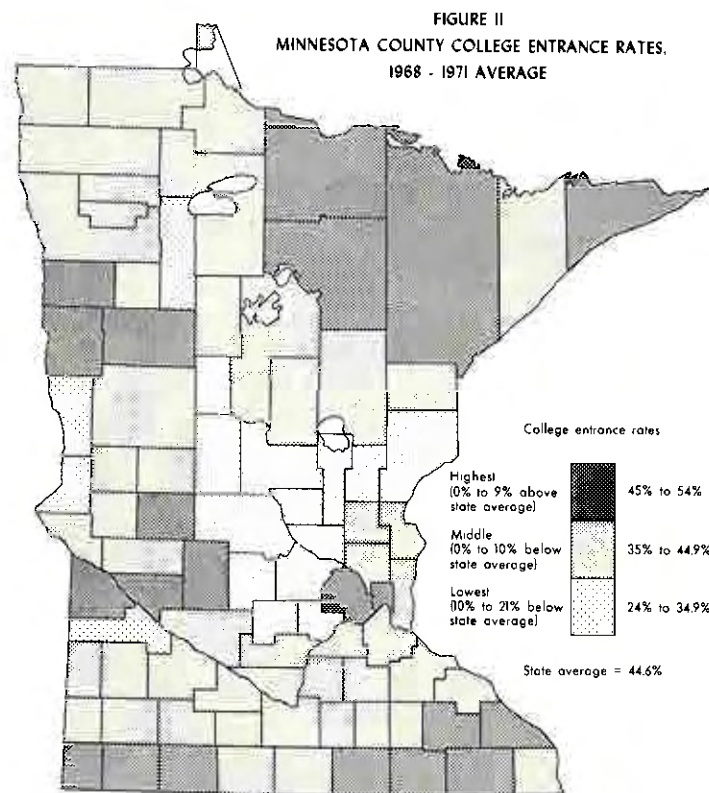 FIGURE II
MINNESOTA COUNTY COLLEGE ENTRANCE RATES,
1968 - 1971 AVERAGE
College entrance rates
Highest
(0% to 9% above
state average)
45% to 54%
Middle
(0% to 10% below
state average)
35% to 44.9%
Lowest
(10% to 21% below
state average)
24% to 34.9%
State average = 44.6%